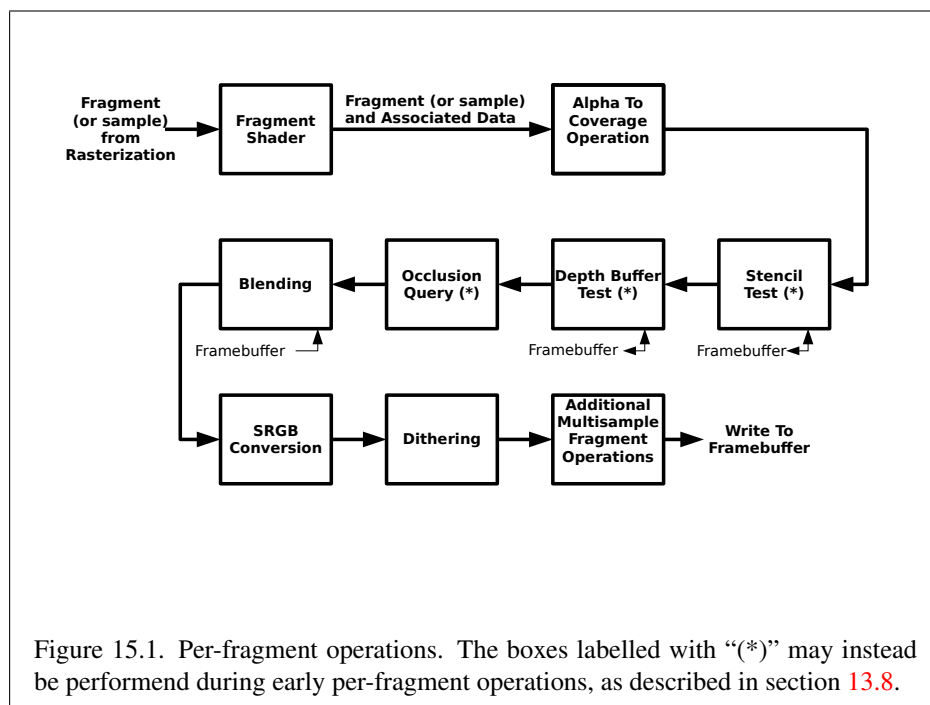 Fragment
(or sample)
from
Rasterization
Fragment
Shader
Fragment (or sample)
and Associated Data
Alpha To
Coverage
Operation
Blending
Occlusion
Query (*)
Depth Buffer
Test (*)
Stencil
Test (*)
Framebuffer
Framebuffer
Framebuffer
SRGB
Conversion
Dithering
Additional
Multisample
Fragment
Operations
Write To
Framebuffer
Figure 15.1. Per-fragment operations. The boxes labelled with “(*)” may instead
be performend during early per-fragment operations, as described in section 13.8.